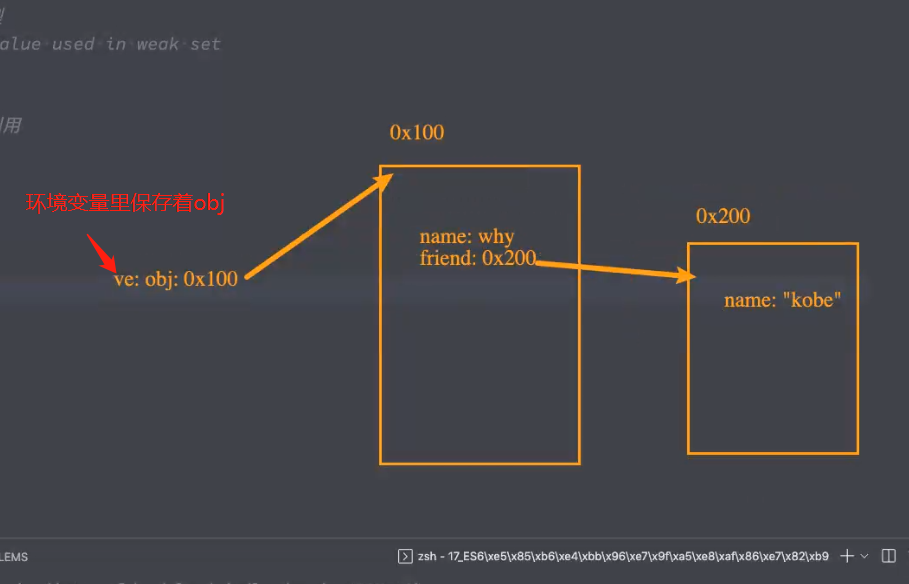 alue used in weak set
用
0x100
环境变量里保存着obj
0x200
name: why
friend: 0x200
ve: obj: 0x100
name: "kobe"
LEMS
zsh - 17_ES6\xe5\x85\xb6\xe4\xbb\x96\xe7\x9f\xa5\xe8\xaf\x86\xe7\x82\xb9